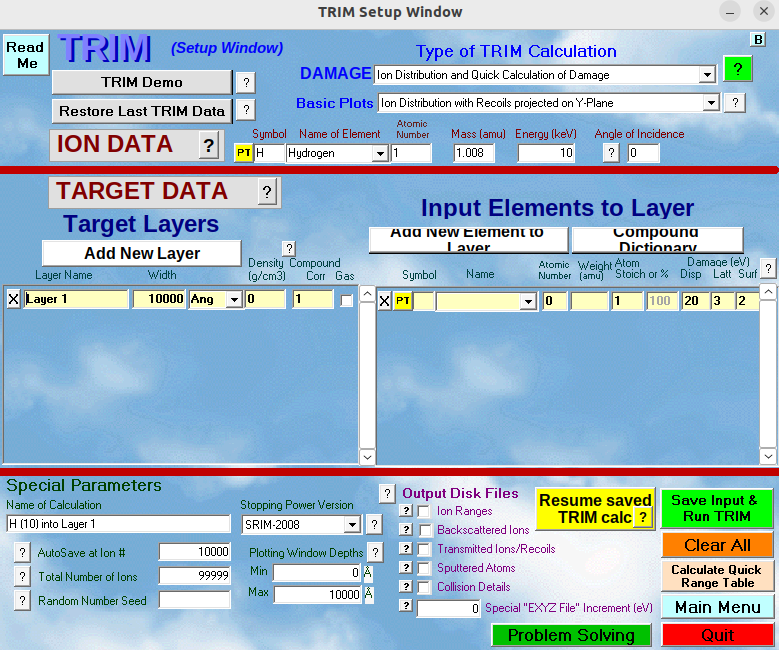 TRIM Setup Window
Read Me
TRIM
(Setup Window)
Type of TRIM Calculation
B
TRIM Demo
?
DAMAGE
Ion Distribution and Quick Calculation of Damage
?
Restore Last TRIM Data
?
Basic Plots
Ion Distribution with Recoils projected on Y-Plane
?
ION DATA
?
Symbol
Name of Element
Atomic Number
Mass (amu)
Energy (keV)
Angle of Incidence
PT
H
Hydrogen
1
1.008
10
?
0
TARGET DATA
?
Target Layers
Input Elements to Layer
Add New Layer
Add New Element to Layer
Compound Dictionary
?
Layer Name
Width
Density (g/cm3)
Compound Corr
Gas
Symbol
Name
Atomic Number
Weight (amu)
Atom Stoich or %
Damage (eV)
Disp
Latt
Surf
?
X
Layer 1
10000
Ang
0
1
X
PT
0
1
100
20
3
2
Special Parameters
Name of Calculation
H (10) into Layer 1
Stopping Power Version
SRIM-2008
?
?
AutoSave at Ion #
10000
?
Total Number of Ions
99999
?
Random Number Seed
Plotting Window Depths
?
Min
0
Å
Max
10000
Å
?
Output Disk Files
?
Ion Ranges
?
Backscattered Ions
?
Transmitted Ions/Recoils
?
Sputtered Atoms
?
Collision Details
?
0
Special "EXYZ File" Increment (eV)
Resume saved TRIM calc
?
Save Input & Run TRIM
Clear All
Calculate Quick Range Table
Main Menu
Problem Solving
Quit